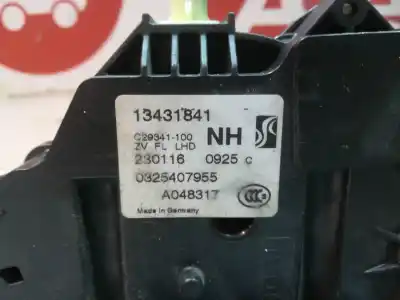 13431841
C29341-100 NH
ZV FL LHD
230116 0925 c
0325407955
A048317
Made in Germany